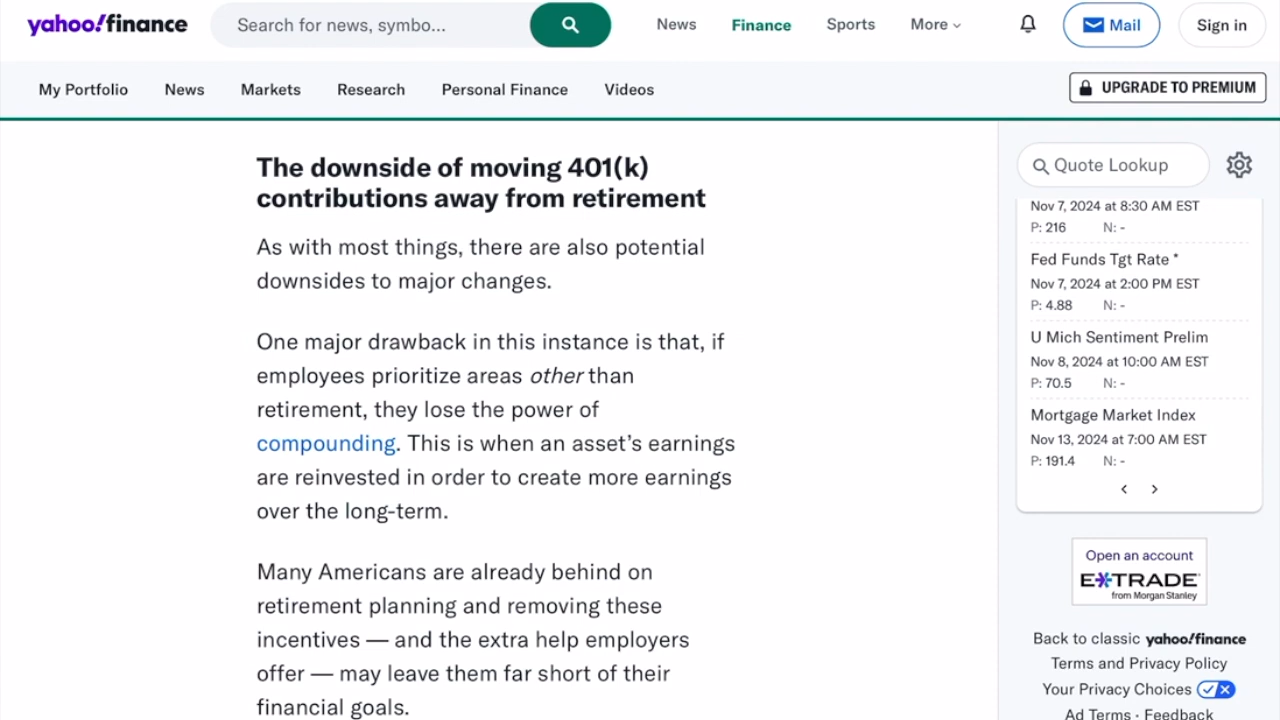 yahoo!finance
Search for news, symbo...
News
Finance
Sports
More
Mail
Sign in
My Portfolio
News
Markets
Research
Personal Finance
Videos
UPGRADE TO PREMIUM
The downside of moving 401(k)
contributions away from retirement
As with most things, there are also potential
downsides to major changes.
One major drawback in this instance is that, if
employees prioritize areas other than
retirement, they lose the power of
compounding. This is when an asset’s earnings
are reinvested in order to create more earnings
over the long-term.
Many Americans are already behind on
retirement planning and removing these
incentives — and the extra help employers
offer — may leave them far short of their
financial goals.
Quote Lookup
Nov 7, 2024 at 8:30 AM EST
P: 216 N: -
Fed Funds Tgt Rate *
Nov 7, 2024 at 2:00 PM EST
P: 4.88 N: -
U Mich Sentiment Prelim
Nov 8, 2024 at 10:00 AM EST
P: 70.5 N: -
Mortgage Market Index
Nov 13, 2024 at 7:00 AM EST
P: 191.4 N: -
Open an account
E*TRADE
from Morgan Stanley
Back to classic yahoo!finance
Terms and Privacy Policy
Your Privacy Choices
Ad Terms · Feedback